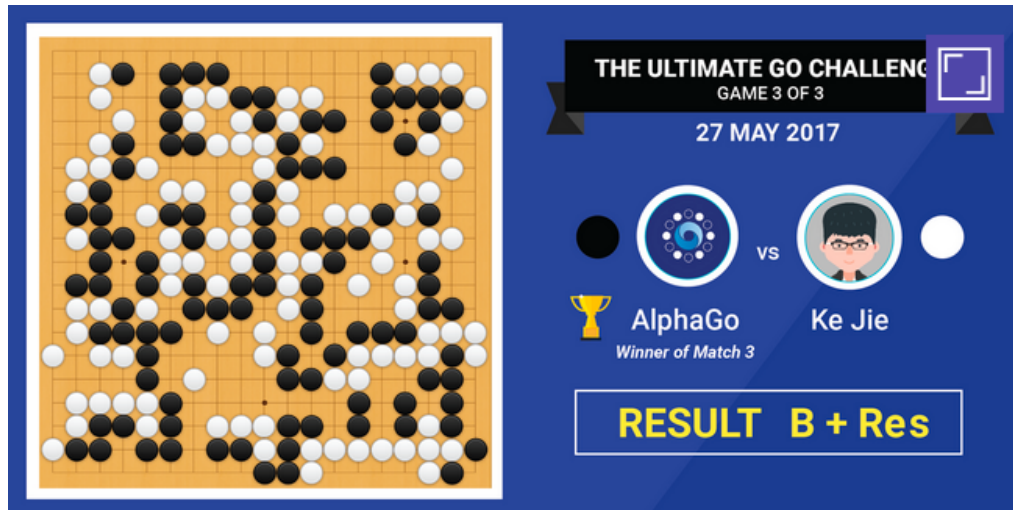 THE ULTIMATE GO CHALLENG
GAME 3 OF 3
27 MAY 2017
vs
AlphaGo
Ke Jie
Winner of Match 3
RESULT B + Res